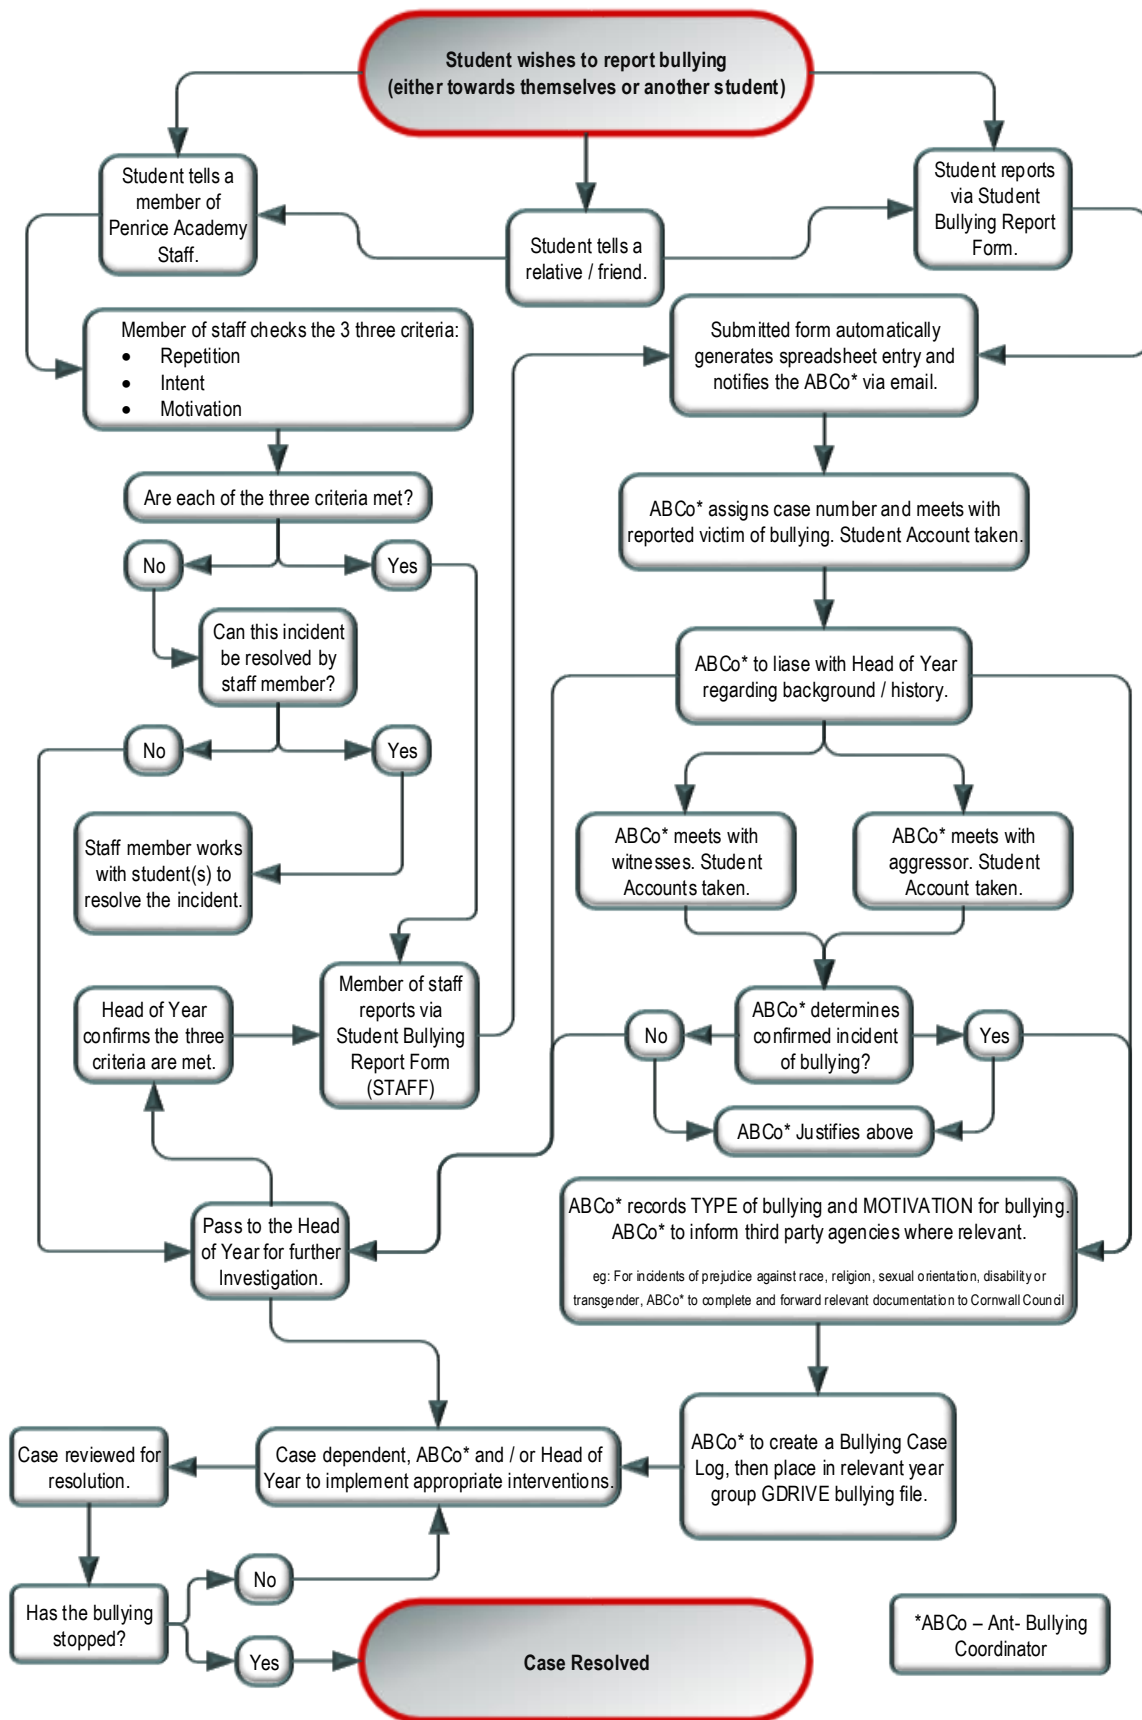 Student wishes to report bullying
(either towards themselves or another student)
Student tells a
member of
Penrice Academy
Staff.
Student tells a
relative / friend.
Student reports
via Student
Bullying Report
Form.
Member of staff checks the 3 three criteria:
• Repetition
• Intent
• Motivation
Submitted form automatically
generates spreadsheet entry and
notifies the ABCo* via email.
Are each of the three criteria met?
ABCo* assigns case number and meets with
reported victim of bullying. Student Account taken.
No
Yes
Can this incident
be resolved by
staff member?
ABCo* to liase with Head of Year
regarding background / history.
No
Yes
Staff member works
with student(s) to
resolve the incident.
ABCo* meets with
witnesses. Student
Accounts taken.
ABCo* meets with
aggressor. Student
Account taken.
Head of Year
confirms the three
criteria are met.
Member of staff
reports via
Student Bullying
Report Form
(STAFF)
No
ABCo* determines
confirmed incident
of bullying?
Yes
ABCo* Justifies above
Pass to the Head
of Year for further
Investigation.
ABCo* records TYPE of bullying and MOTIVATION for bullying.
ABCo* to inform third party agencies where relevant.
eg: For incidents of prejudice against race, religion, sexual orientation, disability or
transgender, ABCo* to complete and forward relevant documentation to Cornwall Council
Case reviewed for
resolution.
Case dependent, ABCo* and / or Head of
Year to implement appropriate interventions.
ABCo* to create a Bullying Case
Log, then place in relevant year
group GDRIVE bullying file.
Has the bullying
stopped?
No
Yes
Case Resolved
*ABCo – Ant- Bullying
Coordinator